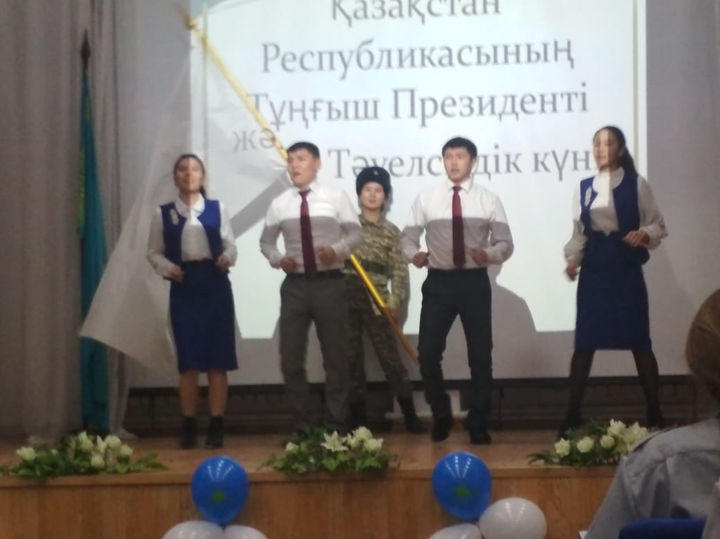 Қазақстан
Республикасының
Тұңғыш Президенті
Тәуелсіздік күні